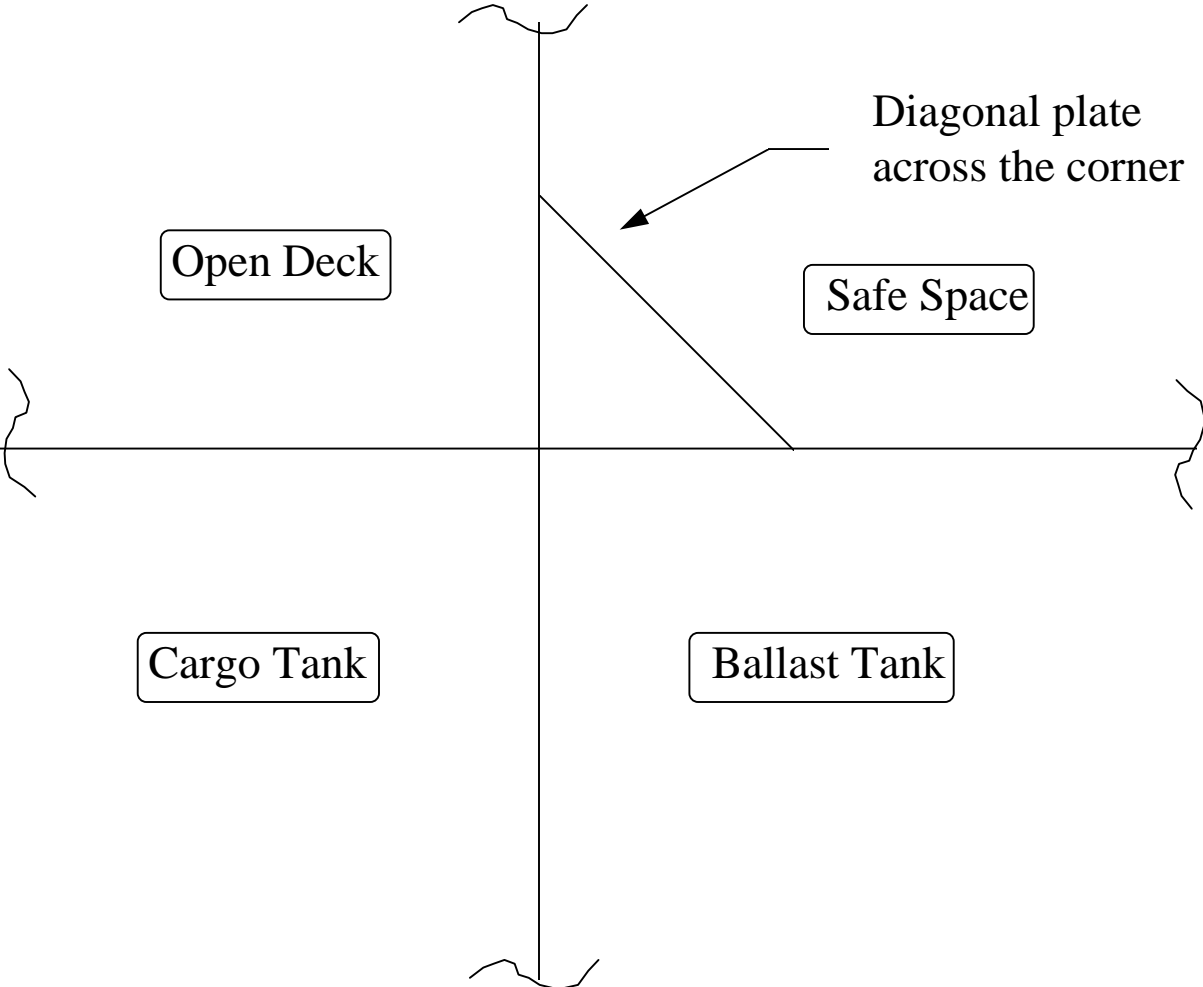 Diagonal plate
across the corner
Open Deck
Safe Space
Cargo Tank
Ballast Tank